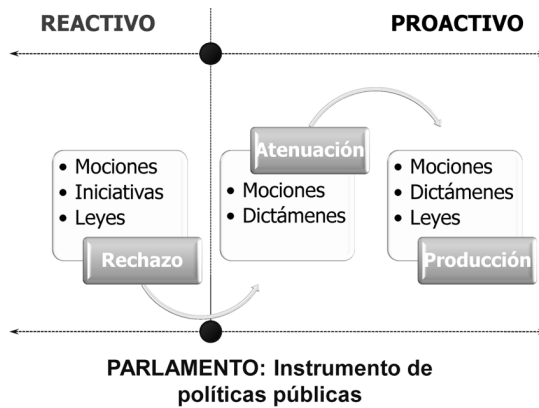 REACTIVO
PROACTIVO
• Mociones
• Iniciativas
• Leyes
Rechazo
Atenuación
• Mociones
• Dictámenes
• Mociones
• Dictámenes
• Leyes
Producción
PARLAMENTO: Instrumento de
políticas públicas